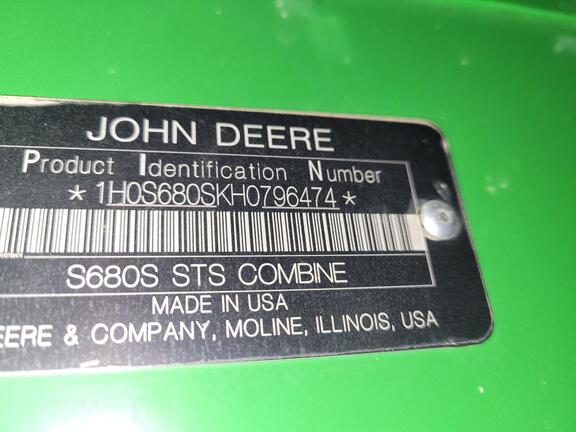 JOHN DEERE
Product Identification Number
*1H0S680SKH0796474*
S680S STS COMBINE
MADE IN USA
EERE & COMPANY, MOLINE, ILLINOIS, USA